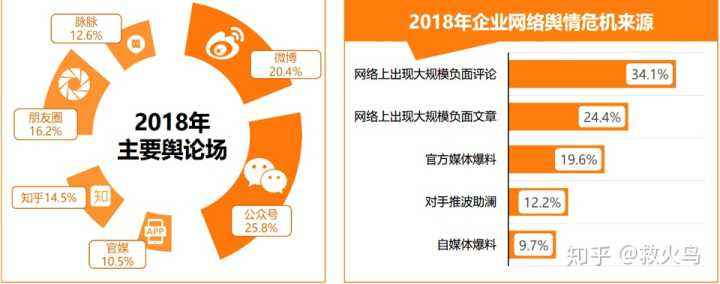 脉脉
12.6%
微博
20.4%
朋友圈
16.2%
2018年
主要舆论场
知乎14.5%
知
公众号
25.8%
官媒
10.5%
APP
2018年企业网络舆情危机来源
网络上出现大规模负面评论 34.1%
网络上出现大规模负面文章 24.4%
官方媒体爆料 19.6%
对手推波助澜 12.2%
自媒体爆料 9.7%
知乎 @救火鸟